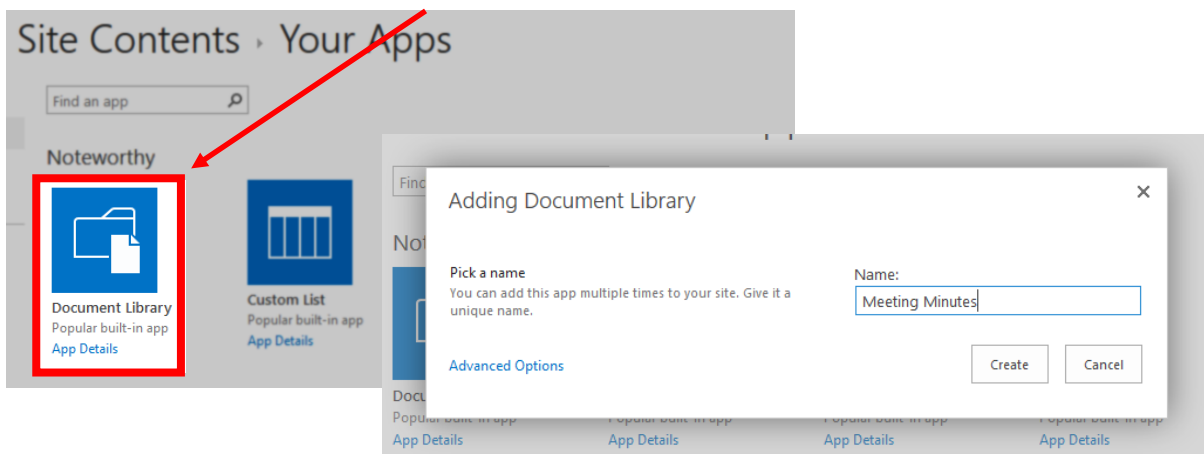 Site Contents › Your Apps
Find an app
Noteworthy
Document Library
Popular built-in app
App Details
Custom List
Popular built-in app
App Details
Adding Document Library
Pick a name
You can add this app multiple times to your site. Give it a
unique name.
Name:
Meeting Minutes
Advanced Options
Create
Cancel
App Details
App Details
App Details
App Details